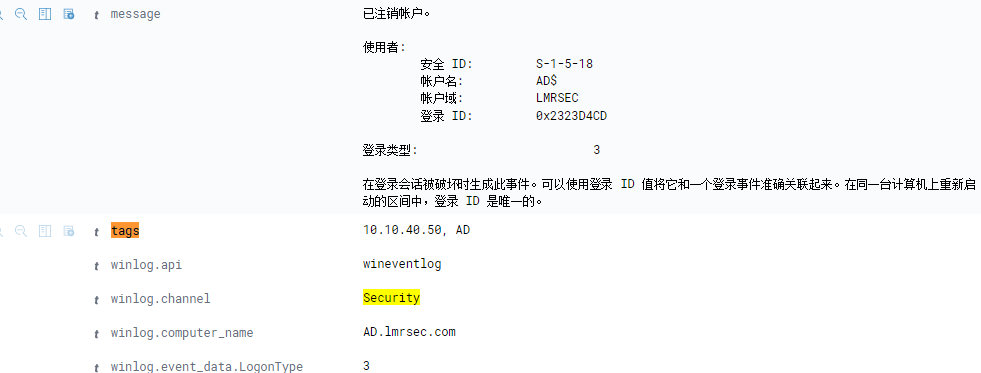 t message 已注销帐户。
使用者:
安全 ID: S-1-5-18
帐户名: AD$
帐户域: LMRSEC
登录 ID: 0x2323D4CD
登录类型: 3
在登录会话被破坏时生成此事件。可以使用登录 ID 值将它和一个登录事件准确关联起来。在同一台计算机上重新启
动的区间中，登录 ID 是唯一的。
t tags 10.10.40.50, AD
t winlog.api wineventlog
t winlog.channel Security
t winlog.computer_name AD.lmrsec.com
t winlog.event_data.LogonType 3